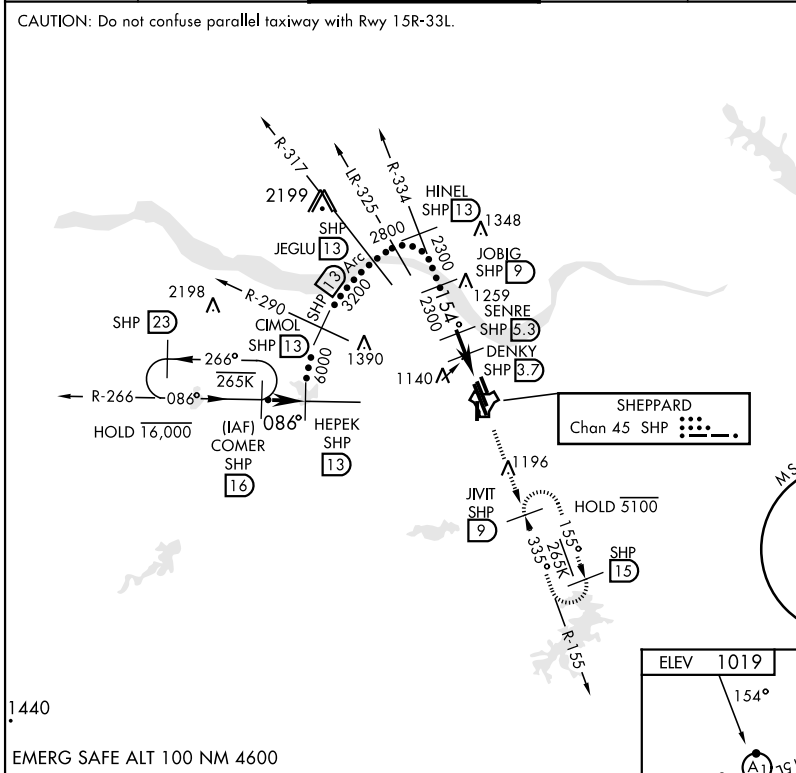 CAUTION: Do not confuse parallel taxiway with Rwy 15R-33L.
R-317
LR-325
R-334
2199
HINEL
SHP 13
1348
SHP
JEGLU 13
2800
2300
JOBIG
SHP 9
SHP 13 Arc
3200
1259
2198
R-290
2300
154°
SENRE
SHP 5.3
SHP 23
CIMOL
SHP 13
1390
DENKY
SHP 3.7
6000
1140
266°
265K
R-266
086°
086°
HOLD 16,000
(IAF)
COMER
SHP
16
HEPEK
SHP
13
SHEPPARD
Chan 45 SHP
MS
1196
JIVIT
SHP
9
HOLD 5100
155°
265K
335°
SHP
15
R-155
ELEV 1019
154°
A1
1440
EMERG SAFE ALT 100 NM 4600